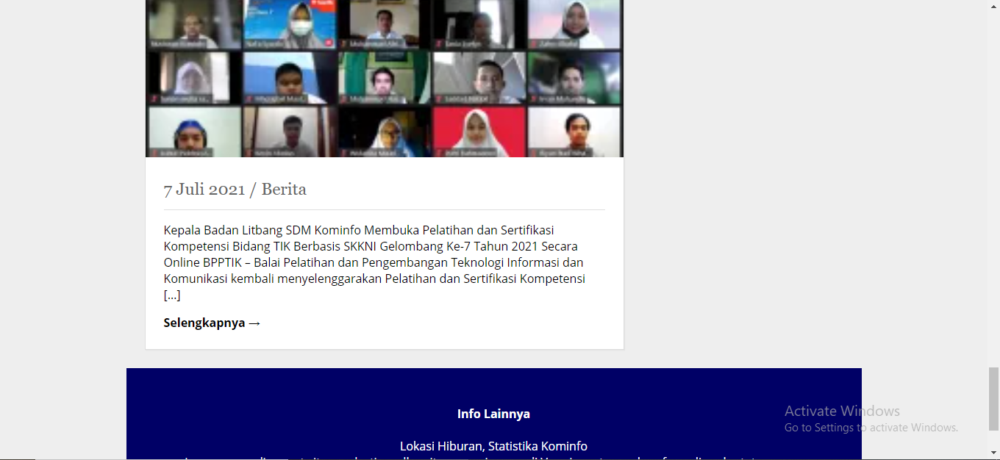 7 Juli 2021 / Berita
Kepala Badan Litbang SDM Kominfo Membuka Pelatihan dan Sertifikasi
Kompetensi Bidang TIK Berbasis SKKNI Gelombang Ke-7 Tahun 2021 Secara
Online BPPTIK – Balai Pelatihan dan Pengembangan Teknologi Informasi dan
Komunikasi kembali menyelenggarakan Pelatihan dan Sertifikasi Kompetensi
[…]
Selengkapnya →
Info Lainnya
Activate Windows
Go to Settings to activate Windows.
Lokasi Hiburan, Statistika Kominfo